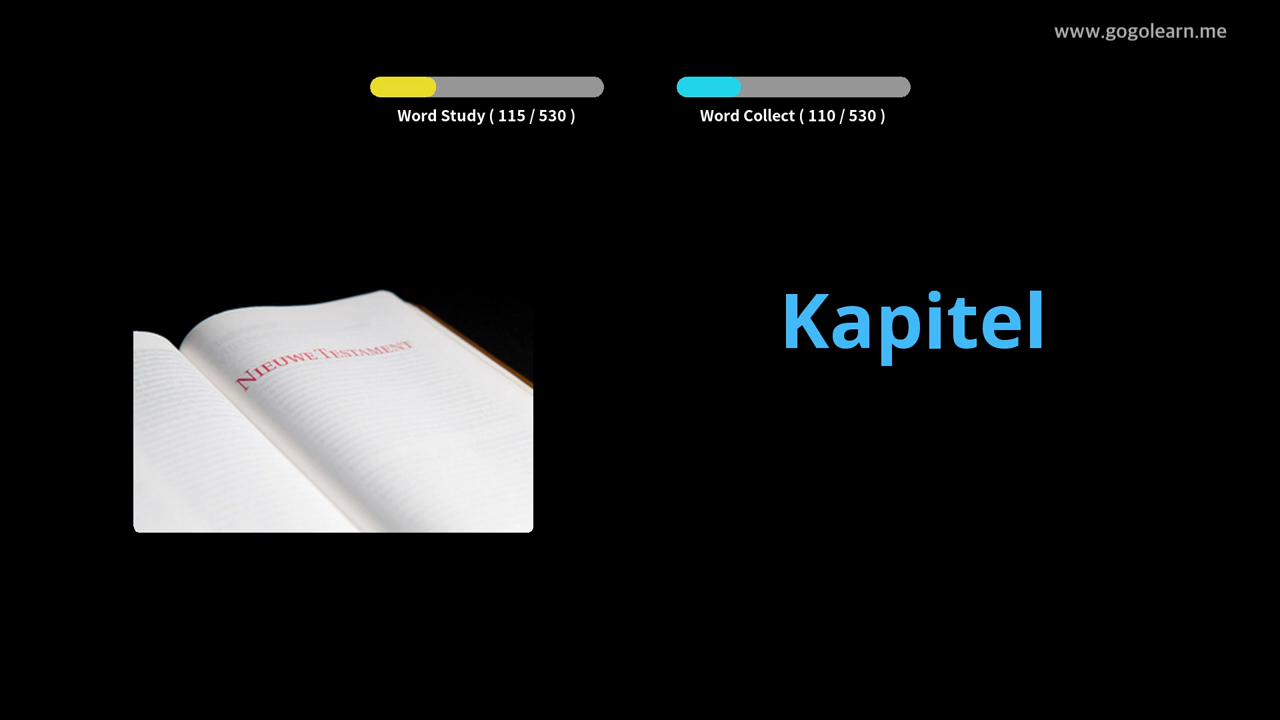 www.gogolearn.me
Word Study ( 115 / 530 )
Word Collect ( 110 / 530 )
Kapitel
NIEUWE TESTAMENT